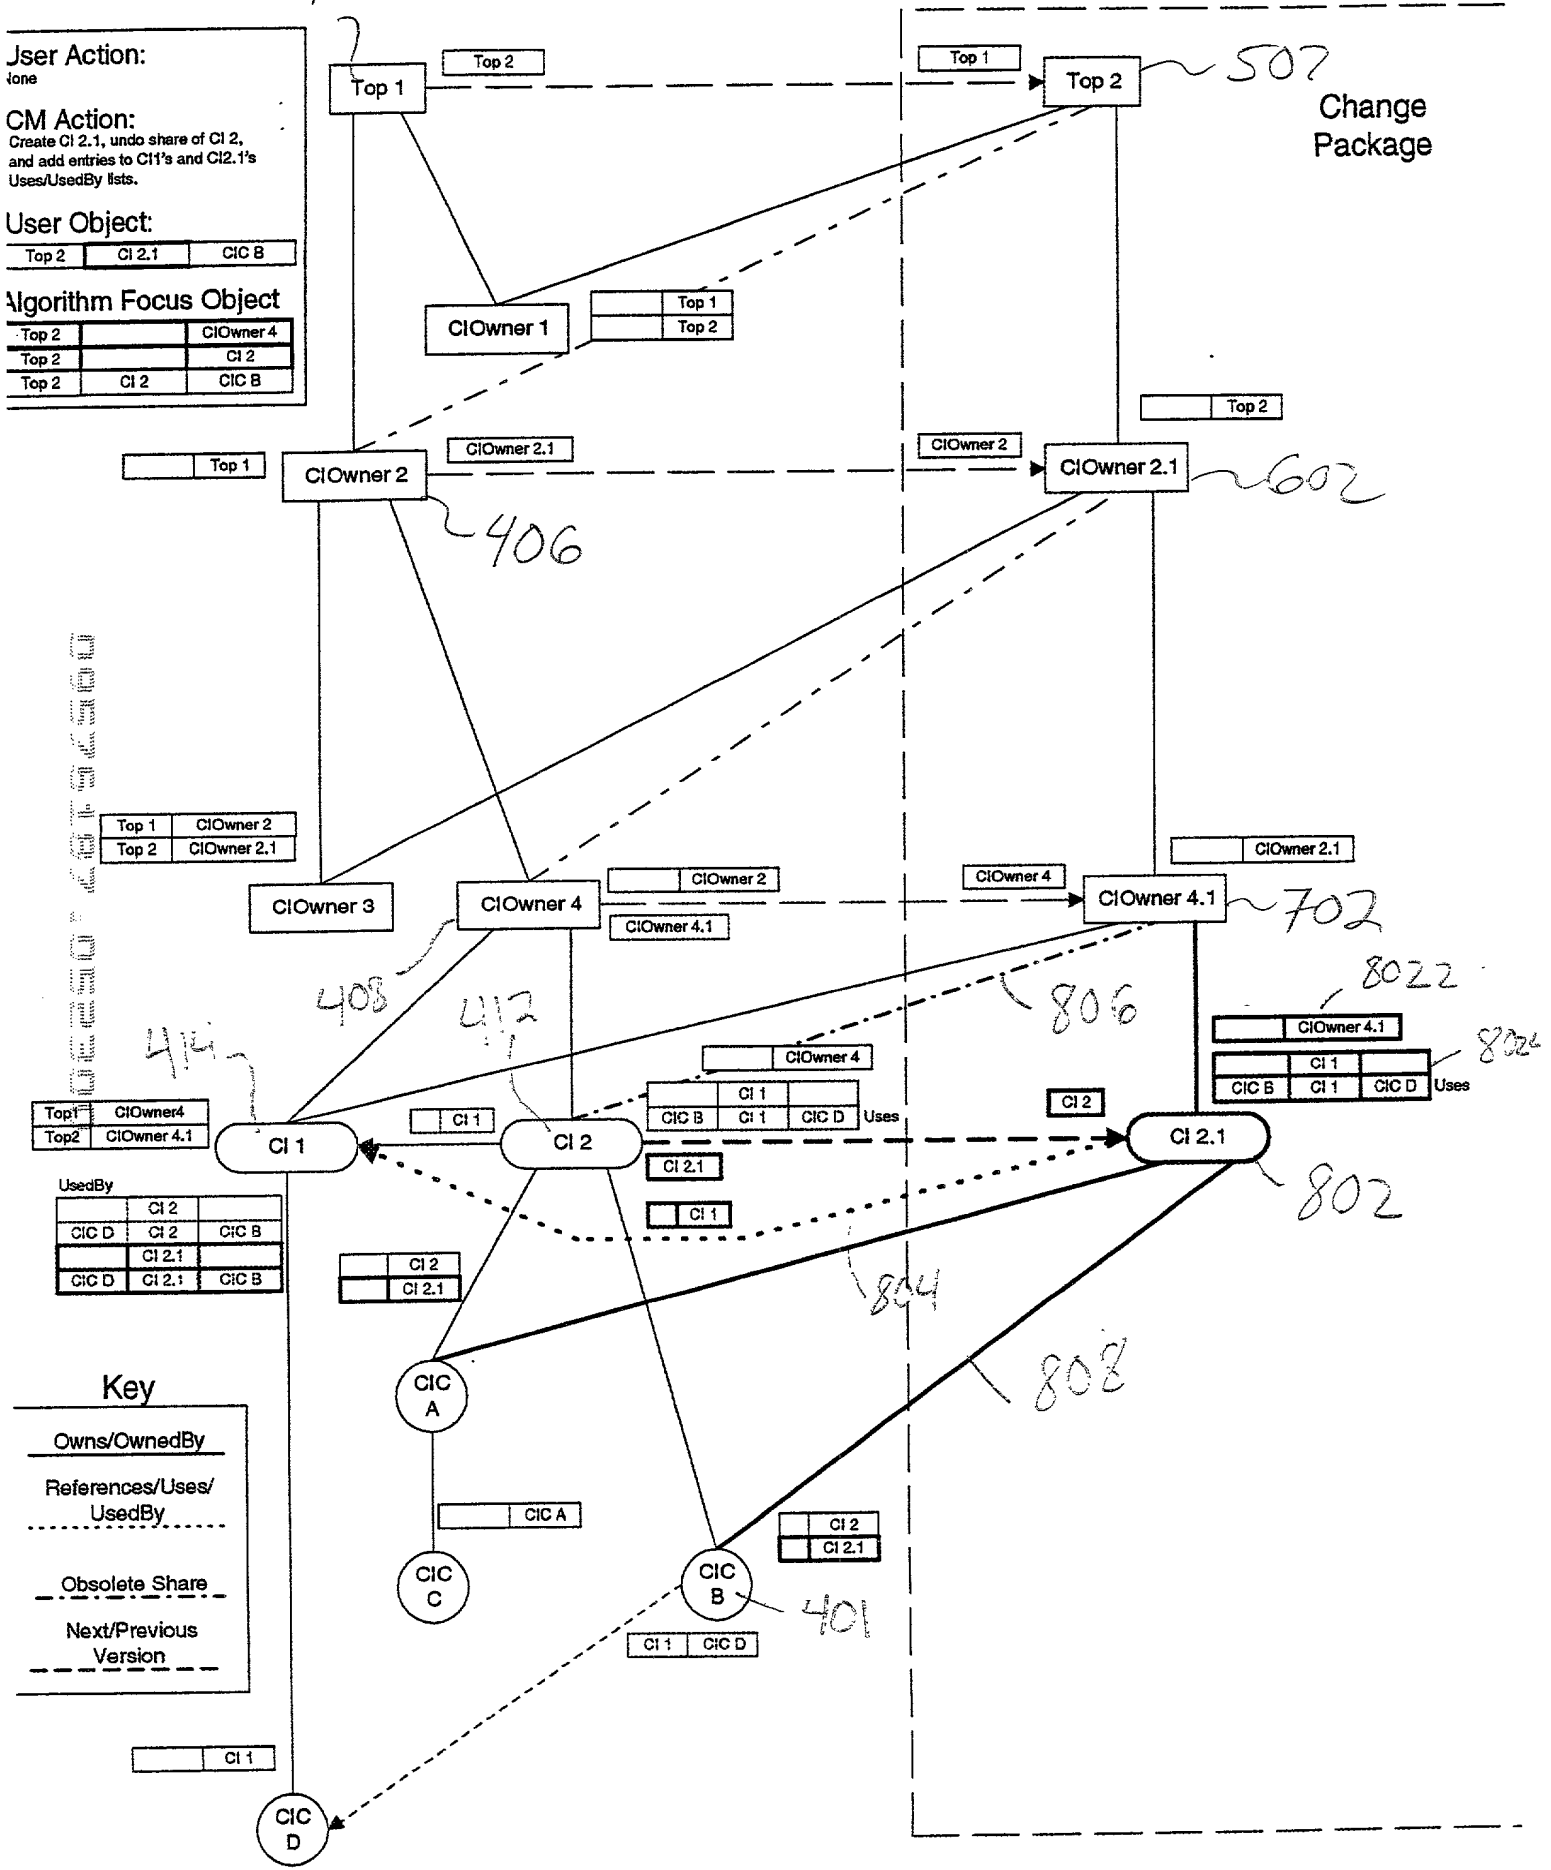 Jser Action:
lone
CM Action:
Create CI 2.1, undo share of CI 2,
and add entries to CI1's and CI2.1's
Uses/UsedBy lists.
User Object:
Top 2 CI 2.1 CIC B
Algorithm Focus Object
Top 2 CIOwner 4
Top 2 CI 2
Top 2 CI 2 CIC B
Top 1
Top 2
Top 1
Top 2
507
Change
Package
CIOwner 1
Top 1
Top 2
Top 2
Top 1
CIOwner 2
CIOwner 2.1
CIOwner 2
CIOwner 2.1
602
406
Top 1 CIOwner 2
Top 2 CIOwner 2.1
CIOwner 3
CIOwner 4
CIOwner 2
CIOwner 4.1
CIOwner 4
CIOwner 2.1
CIOwner 4.1
702
408
412
414
806
8022
CIOwner 4.1
CI 1
CIC B CI 1 CIC D Uses
CIOwner 4
CI 1
CIC B CI 1 CIC D Uses
Top1 CIOwner4
Top2 CIOwner 4.1
CI 1
CI 1
CI 2
CI 2
CI 2.1
CI 2.1
CI 1
802
UsedBy
CI 2
CIC D CI 2 CIC B
CI 2.1
CIC D CI 2.1 CIC B
CI 2
CI 2.1
804
808
CIC
A
CIC A
CIC
C
CI 2
CI 2.1
CIC
B
401
CI 1 CIC D
Key
Owns/OwnedBy
References/Uses/
UsedBy
Obsolete Share
Next/Previous
Version
CI 1
CIC
D